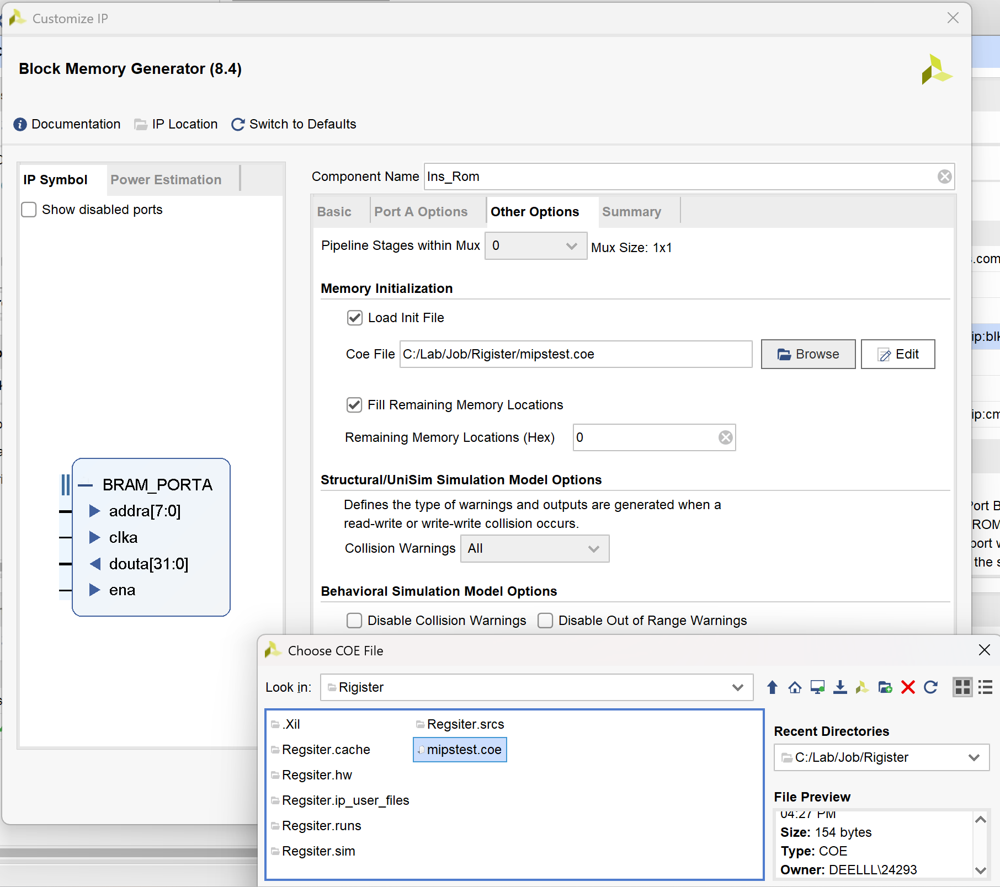 Customize IP
Block Memory Generator (8.4)
Documentation IP Location Switch to Defaults
IP Symbol Power Estimation
Show disabled ports
BRAM_PORTA
addra[7:0]
clka
douta[31:0]
ena
Component Name Ins_Rom
Basic Port A Options Other Options Summary
Pipeline Stages within Mux 0 Mux Size: 1x1
Memory Initialization
Load Init File
Coe File C:/Lab/Job/Rigister/mipstest.coe Browse Edit
Fill Remaining Memory Locations
Remaining Memory Locations (Hex) 0
Structural/UniSim Simulation Model Options
Defines the type of warnings and outputs are generated when a
read-write or write-write collision occurs.
Collision Warnings All
Behavioral Simulation Model Options
Disable Collision Warnings Disable Out of Range Warnings
s.com
ip:blk
ip:cm
Port B
ROM
port w
the s
Choose COE File
Look in: Rigister
.Xil
Regsiter.cache
Regsiter.hw
Regsiter.ip_user_files
Regsiter.runs
Regsiter.sim
Regsiter.srcs
mipstest.coe
Recent Directories
C:/Lab/Job/Rigister
File Preview
04:27 PM
Size: 154 bytes
Type: COE
Owner: DEELLL\24293